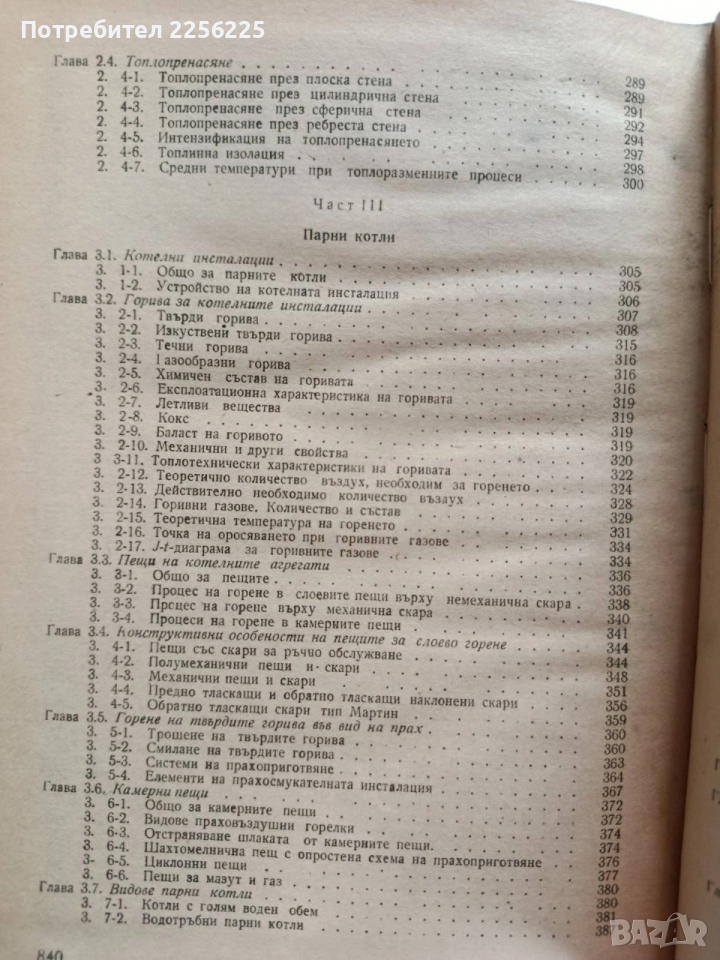 Потребител 2256225
Глава 2.4. Топлопренасяне
2. 4-1. Топлопренасяне през плоска стена 289
2. 4-2. Топлопренасяне през цилиндрична стена 289
2. 4-3. Топлопренасяне през сферична стена 291
2. 4-4. Топлопренасяне през ребреста стена 292
2. 4-5. Интензификация на топлопренасянето 294
2. 4-6. Топлинна изолация 297
2. 4-7. Средни температури при топлоразменните процеси 298
300
Част III
Парни котли
Глава 3.1. Котелни инсталации 305
3. 1-1. Общо за парните котли 305
3. 1-2. Устройство на котелната инсталация 306
Глава 3.2. Горива за котелните инсталации 307
3. 2-1. Твърди горива 308
3. 2-2. Изкуствени твърди горива 315
3. 2-3. Течни горива 316
3. 2-4. Газообразни горива 316
3. 2-5. Химичен състав на горивата 316
3. 2-6. Експлоатационна характеристика на горивата 319
3. 2-7. Летливи вещества 319
3. 2-8. Кокс 319
3. 2-9. Баласт на горивото 319
3. 2-10. Механични и други свойства 320
3 3-11. Топлотехнически характеристики на горивата 322
3. 2-12. Теоретично количество въздух, необходим за горенето 324
3. 2-13. Действително необходимо количество въздух 328
3. 2-14. Горивни газове. Количество и състав 329
3. 2-15. Теоретична температура на горенето 331
3. 2-16. Точка на оросяването при горивните газове 334
3. 2-17. J-t-диаграма за горивните газове 334
Глава 3.3. Пещи на котелните агрегати 336
3. 3-1. Общо за пещите 336
3. 3-2. Процес на горене в слоевите пещи върху немеханична скара 338
3. 3-3. Прсцес на горене върху механична скара 340
3. 3-4. Процеси на горене в камерните пещи 341
Глава 3.4. Конструктивни особености на пещите за слоево горене 344
3. 4-1. Пещи със скари за ръчно обслужване 344
3. 4-2. Полумеханични пещи и скари 348
3. 4-3. Механични пещи и скари 351
3. 4-4. Предно тласкащи и обратно тласкащи наклонени скари 356
3. 4-5. Обратно тласкащи скари тип Мартин 359
Глава 3.5. Горене на твърдите горива във вид на прах 360
3. 5-1. Трошене на твърдите горива 360
3. 5-2. Смилане на твърдите горива 363
3. 5-3. Системи на прахоприготвяне 364
3. 5-4. Елементи на прахосмукателната инсталация 367
Глава 3.6. Камерни пещи 372
3. 6-1. Общо за камерните пещи 372
3. 6-2. Видове праховъздушни горелки 374
3. 6-3. Отстраняване шлаката от камерните пещи. 374
3. 6-4. Шахтомелнична пещ с опростена схема на прахоприготвяне 376
3- 6-5. Циклонни пещи 377
3. 6-6. Пещи за мазут и газ 380
Глава 3.7. Видове парни котли 380
3. 7-1. Котли с голям воден обем 381
3. 7-2. Водотръбни парни котли 387
840
BAZAR